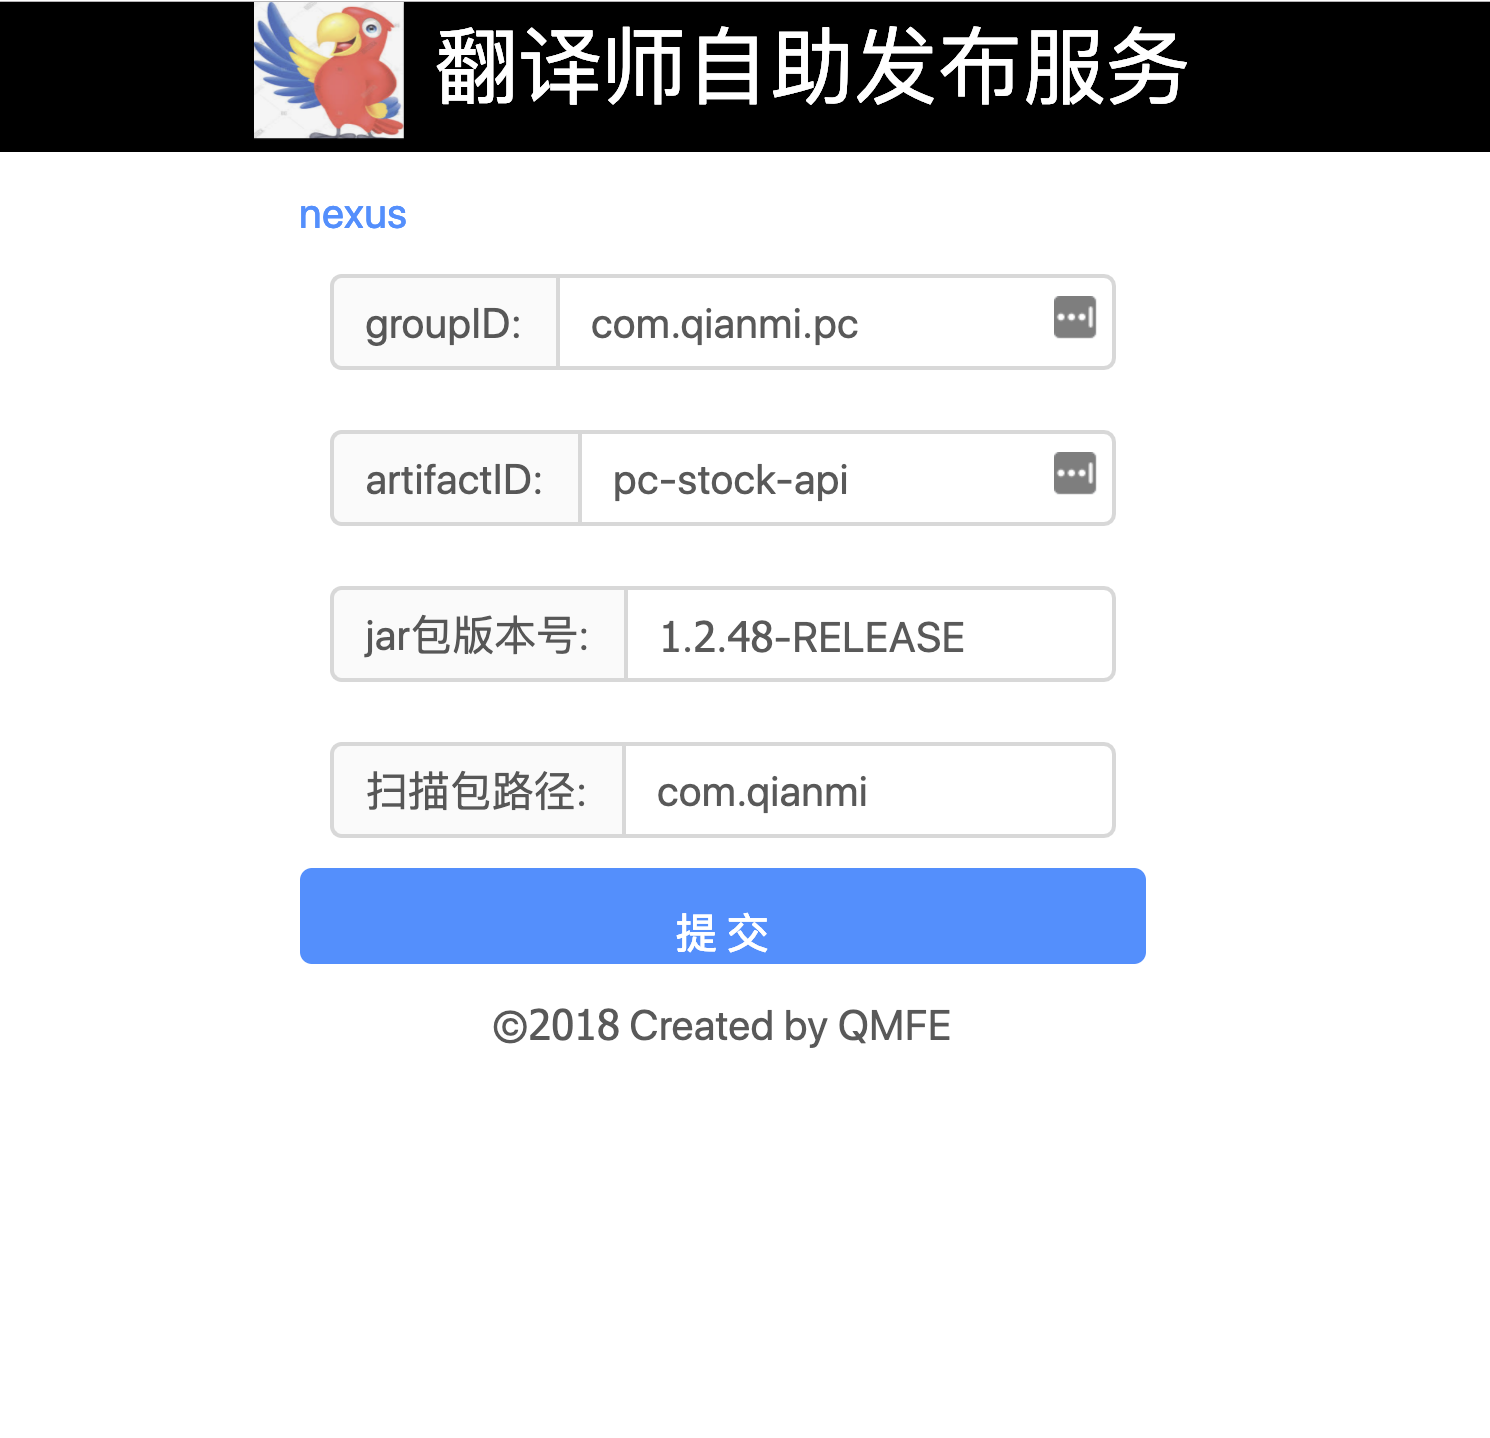 翻译师自助发布服务
nexus
groupID: com.qianmi.pc
artifactID: pc-stock-api
jar包版本号: 1.2.48-RELEASE
扫描包路径: com.qianmi
提 交
©2018 Created by QMFE